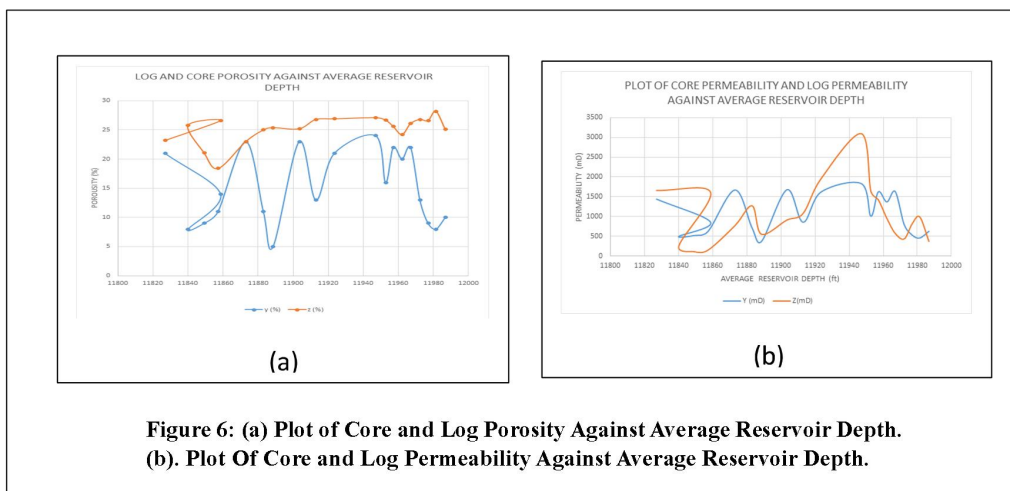 LOG AND CORE POROSITY AGAINST AVERAGE RESERVOIR
DEPTH
30
25
20
15
10
5
0
POROUSITY (%)
11800 11820 11840 11860 11880 11900 11920 11940 11960 11980 12000
y (%) z (%)
(a)
PLOT OF CORE PERMEABILITY AND LOG PERMEABILITY
AGAINST AVERAGE RESERVOIR DEPTH
3500
3000
2500
2000
1500
1000
500
0
PERMEABILITY (mD)
11800 11820 11840 11860 11880 11900 11920 11940 11960 11980 12000
AVERAGE RESERVOIR DEPTH (ft)
Y (mD) Z(mD)
(b)
Figure 6: (a) Plot of Core and Log Porosity Against Average Reservoir Depth.
(b). Plot Of Core and Log Permeability Against Average Reservoir Depth.